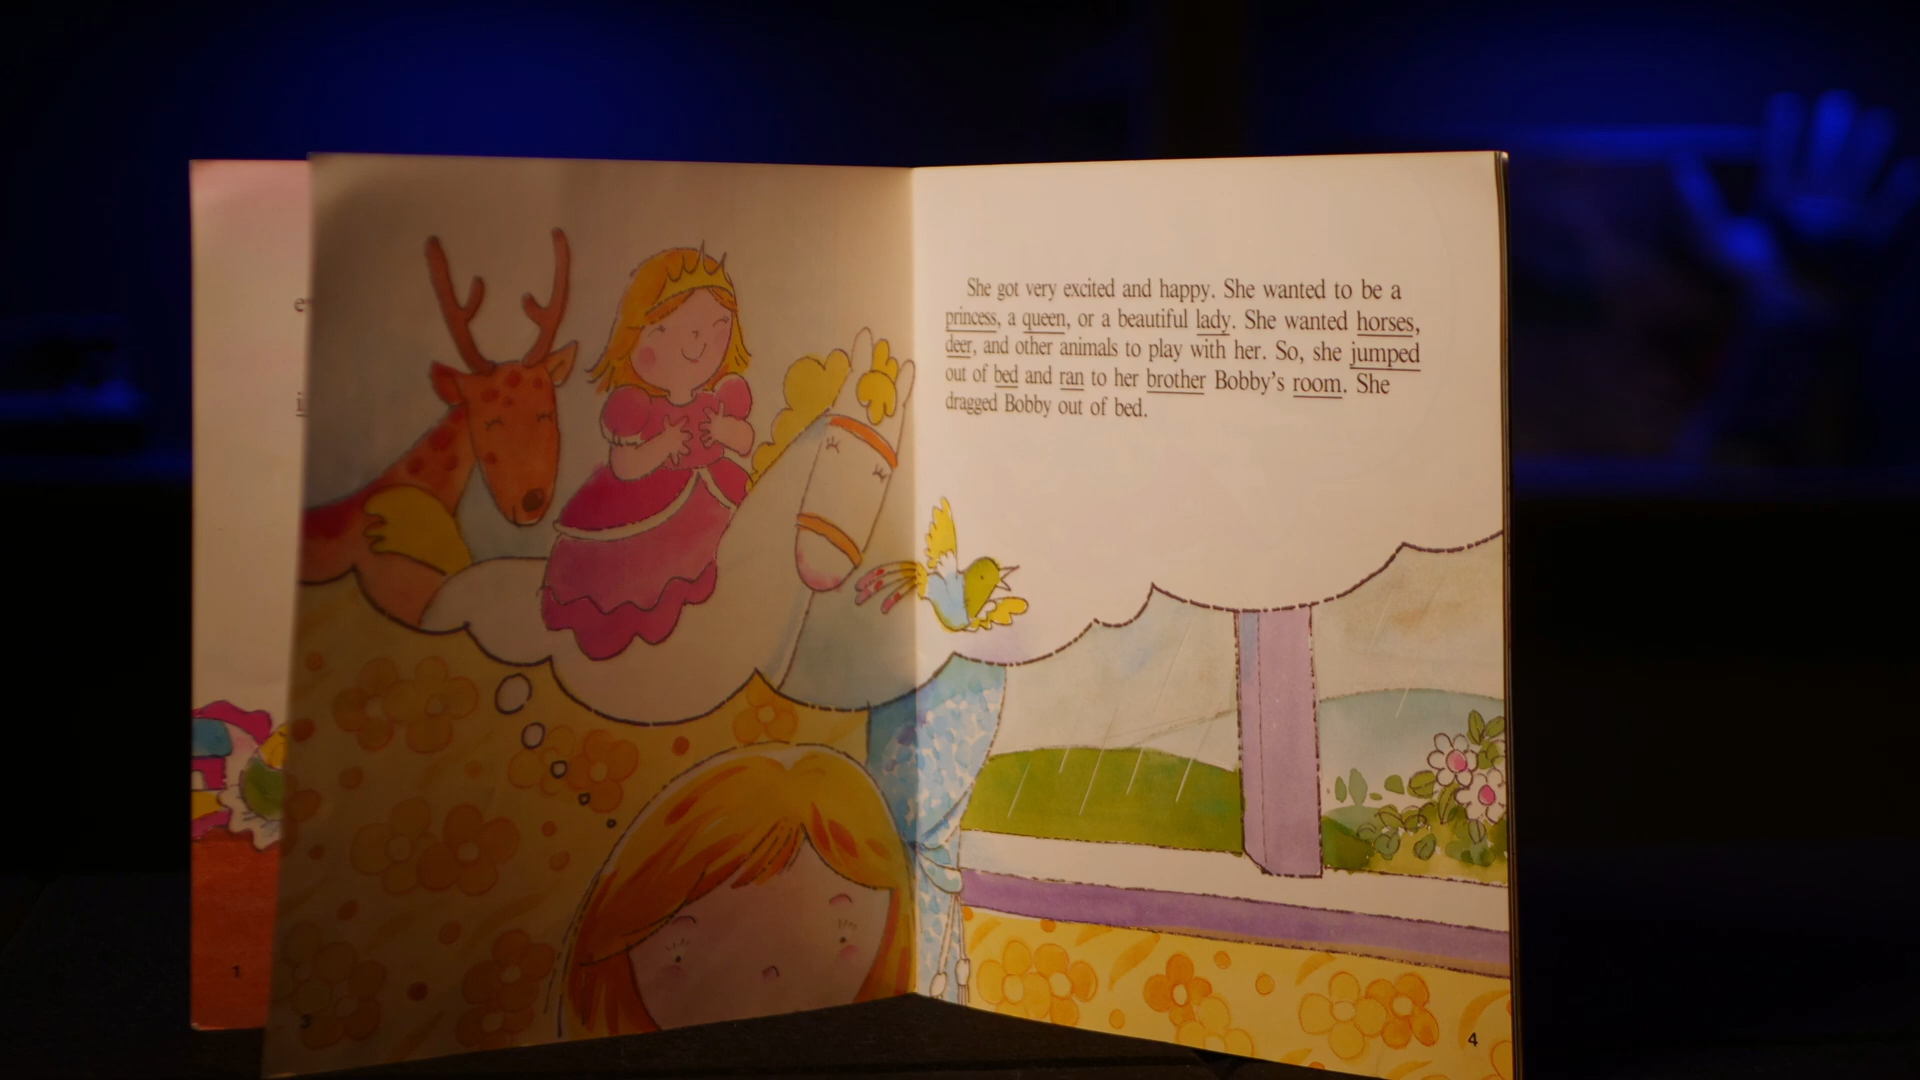 She got very excited and happy. She wanted to be a
princess, a queen, or a beautiful lady. She wanted horses,
deer, and other animals to play with her. So, she jumped
out of bed and ran to her brother Bobby's room. She
dragged Bobby out of bed.
1
3
4